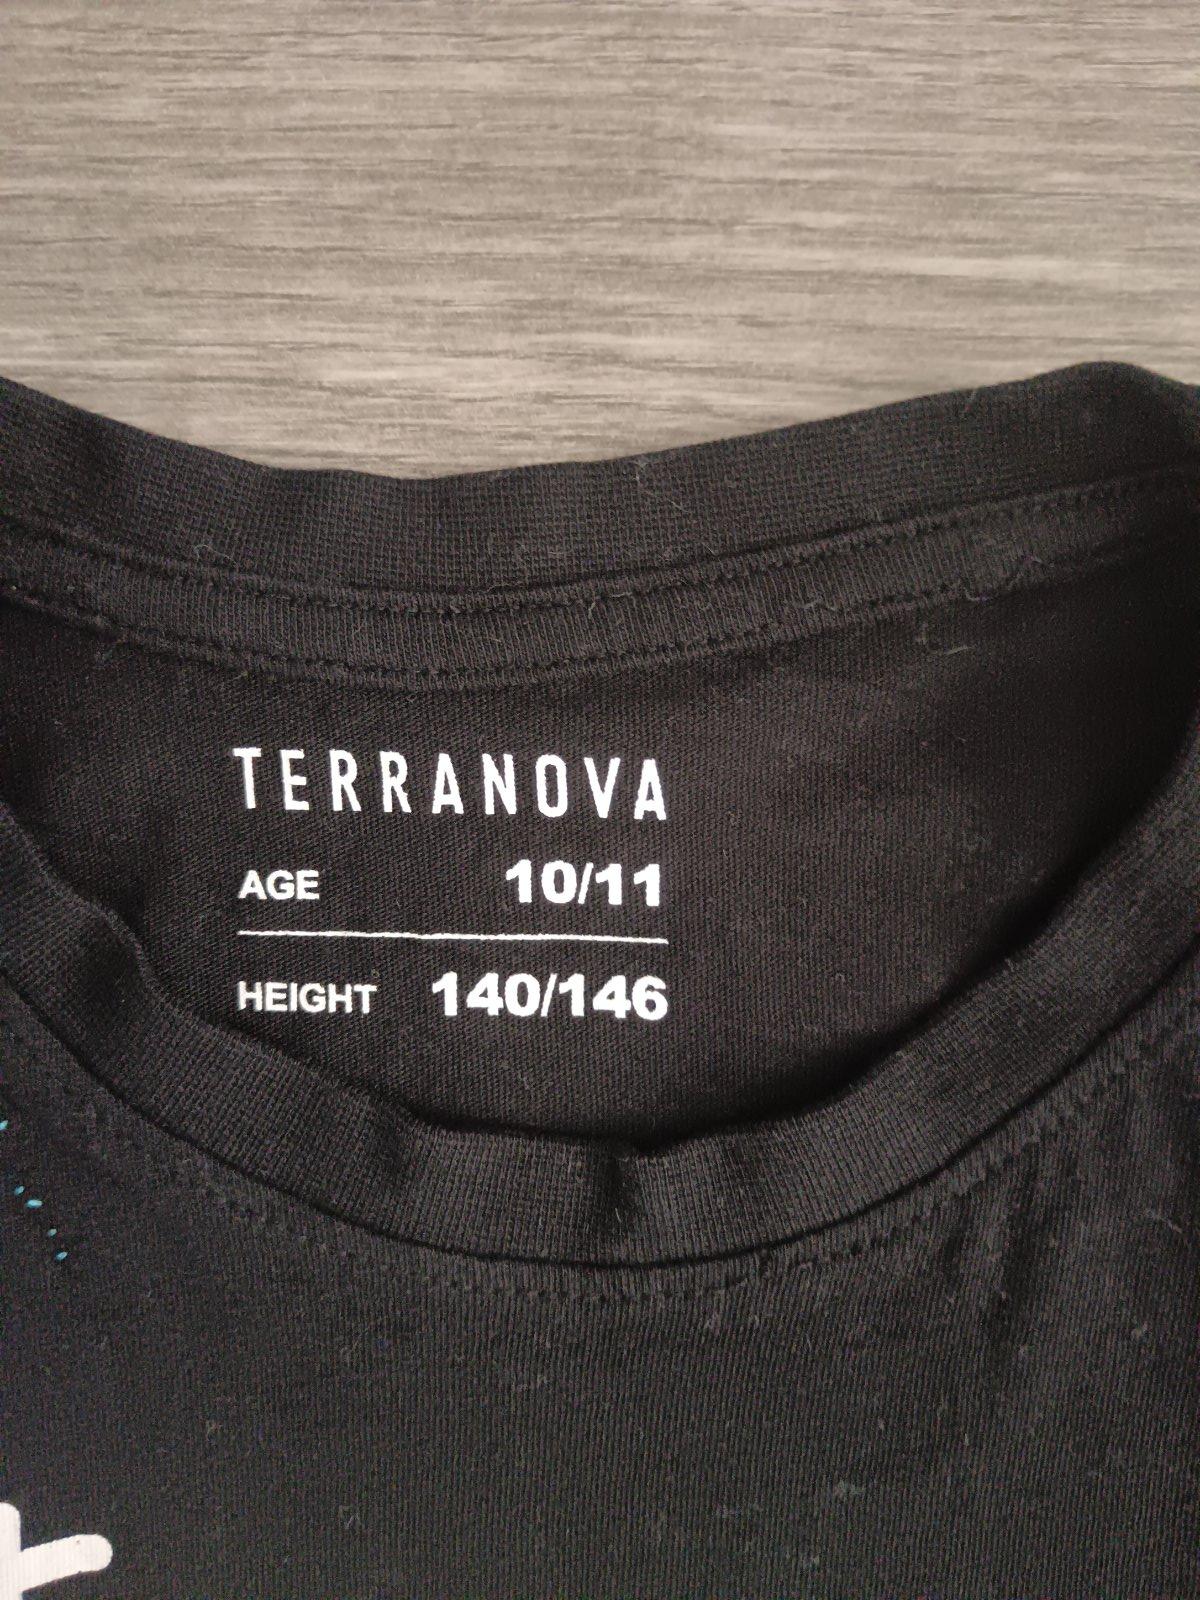 TERRANOVA
AGE 10/11
HEIGHT 140/146